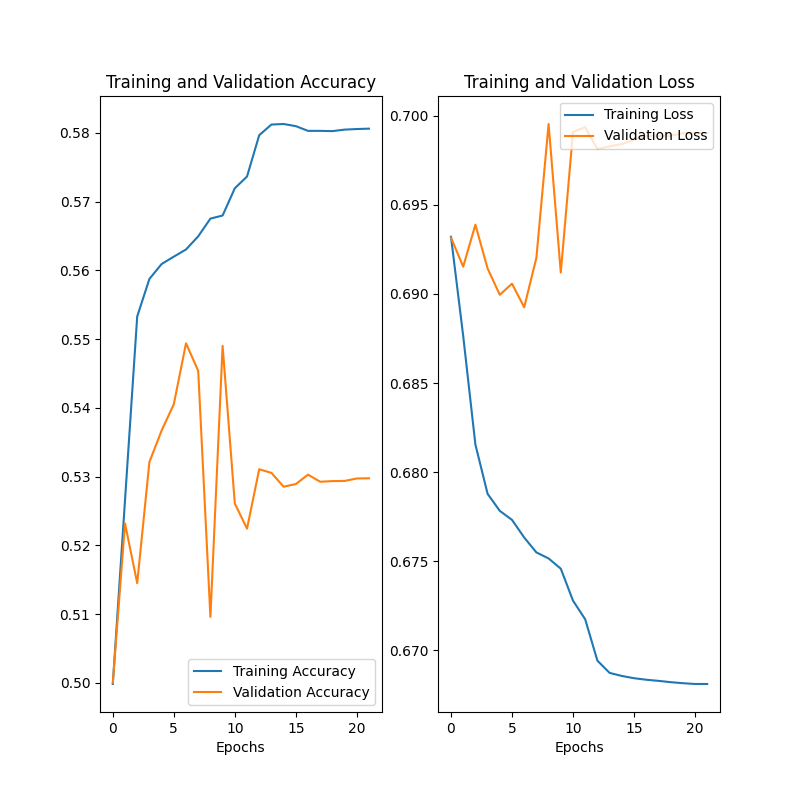 Training and Validation Accuracy
0.58
0.57
0.56
0.55
0.54
0.53
0.52
0.51
0.50
Training Accuracy
Validation Accuracy
0 5 10 15 20
Epochs
Training and Validation Loss
0.700
0.695
0.690
0.685
0.680
0.675
0.670
Training Loss
Validation Loss
0 5 10 15 20
Epochs